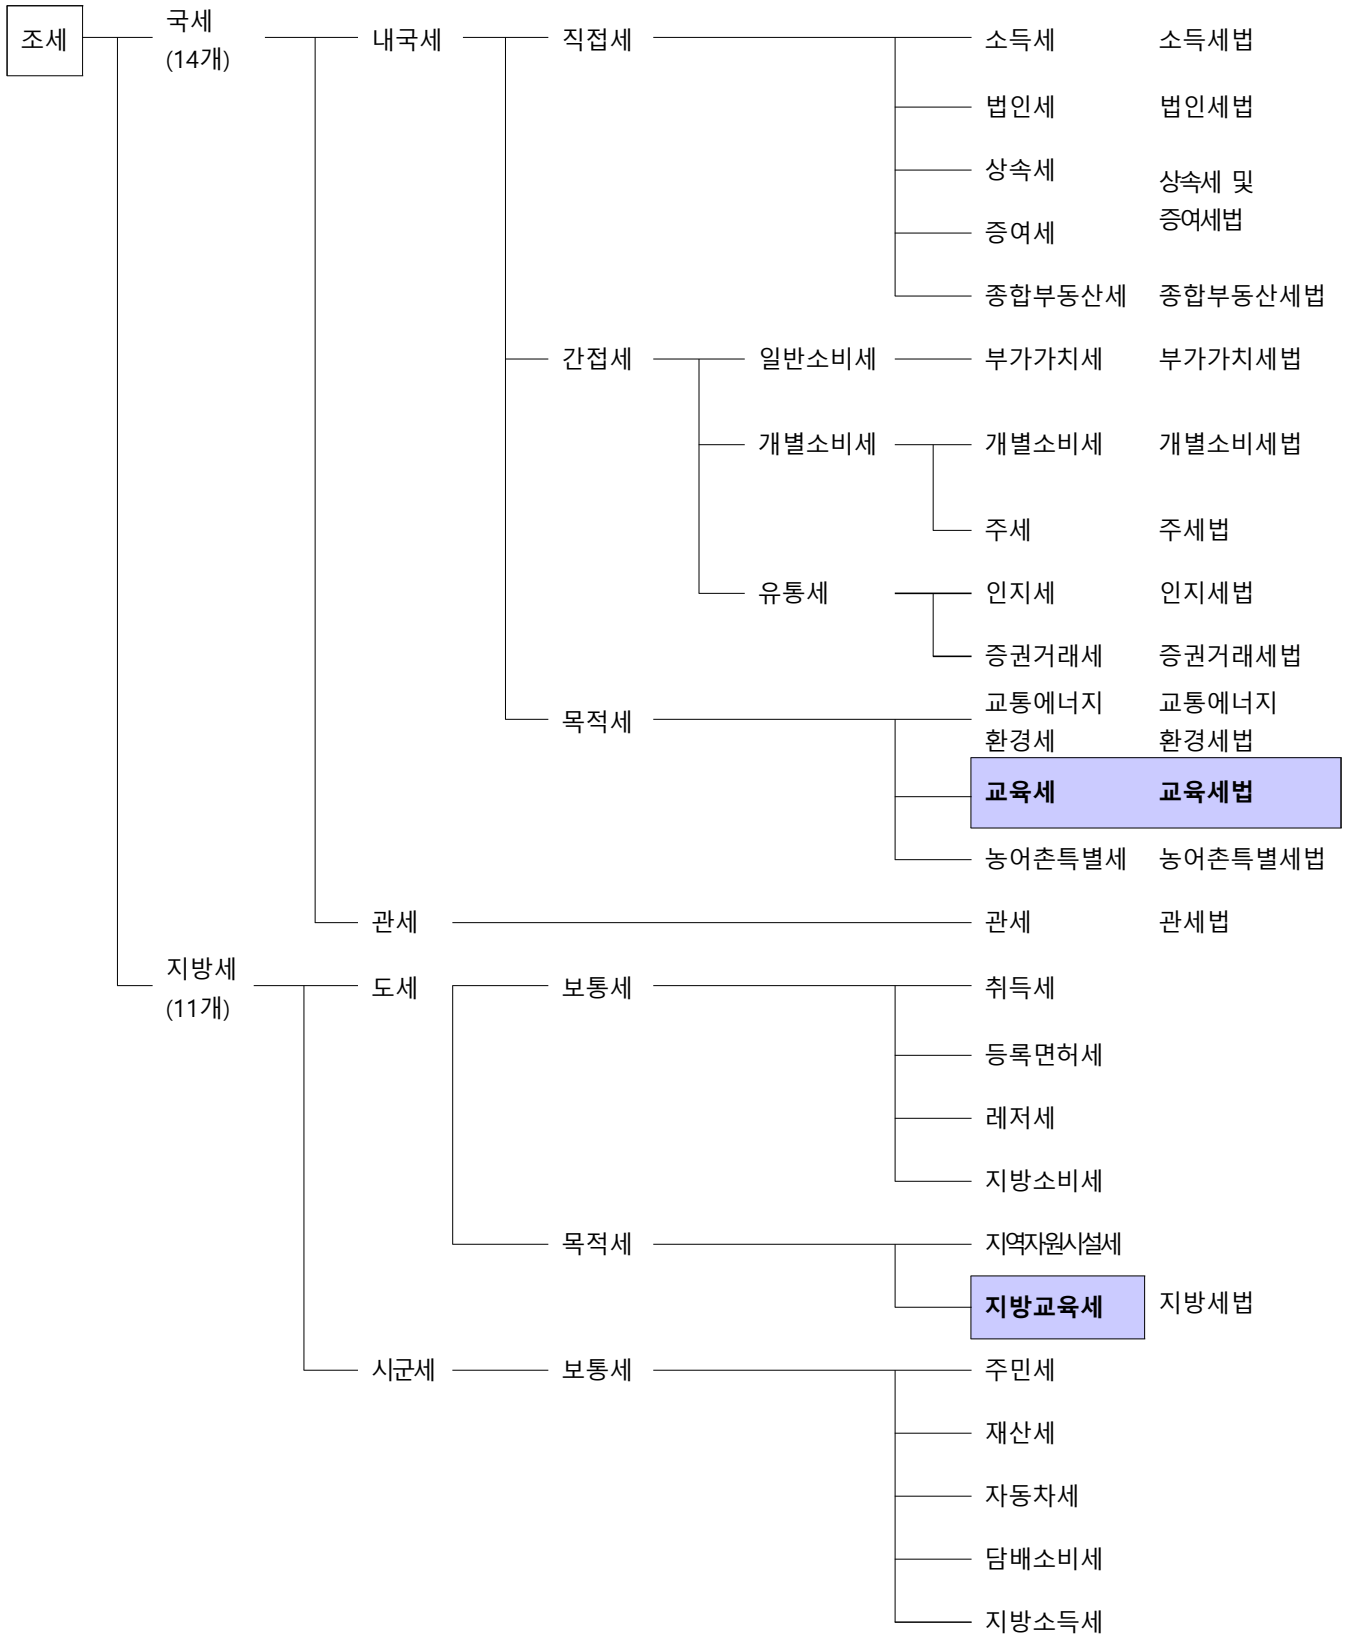 조세 국세 내국세 직접세 소득세 소득세법
(14개)
법인세 법인세법
상속세 상속세 및
증여세 증여세법
종합부동산세 종합부동산세법
간접세 일반소비세 부가가치세 부가가치세법
개별소비세 개별소비세 개별소비세법
주세 주세법
유통세 인지세 인지세법
증권거래세 증권거래세법
교통에너지 교통에너지
목적세 환경세 환경세법
교육세 교육세법
농어촌특별세 농어촌특별세법
관세 관세 관세법
지방세 도세 보통세 취득세
(11개)
등록면허세
레저세
지방소비세
목적세 지역자원시설세
지방교육세 지방세법
시군세 보통세 주민세
재산세
자동차세
담배소비세
지방소득세